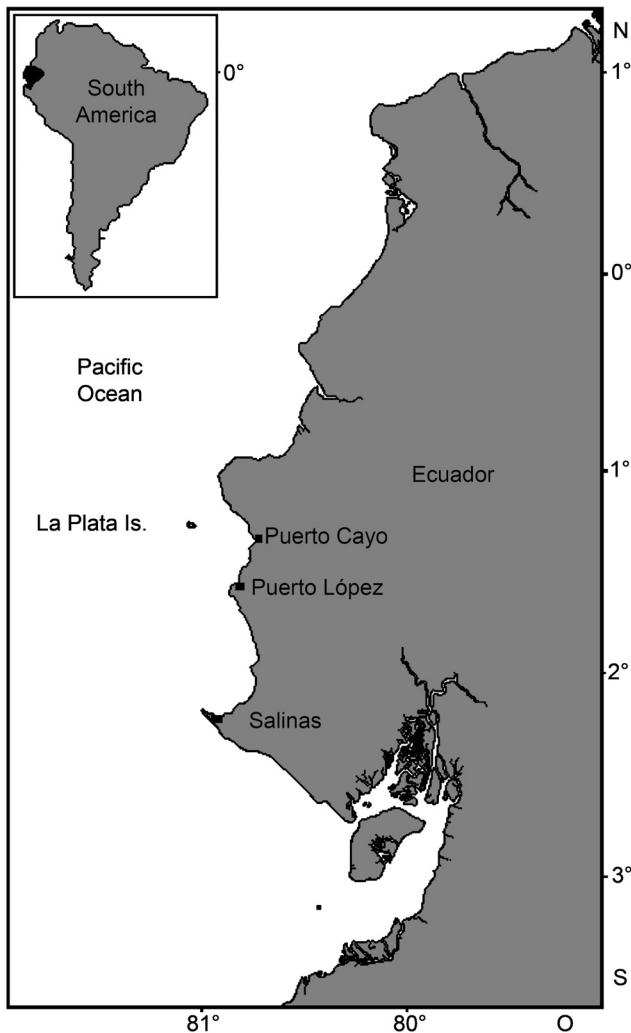 South
America
0°
N
1°
0°
Pacific
Ocean
1°
Ecuador
La Plata Is.
Puerto Cayo
Puerto López
2°
Salinas
3°
S
81°
80°
O